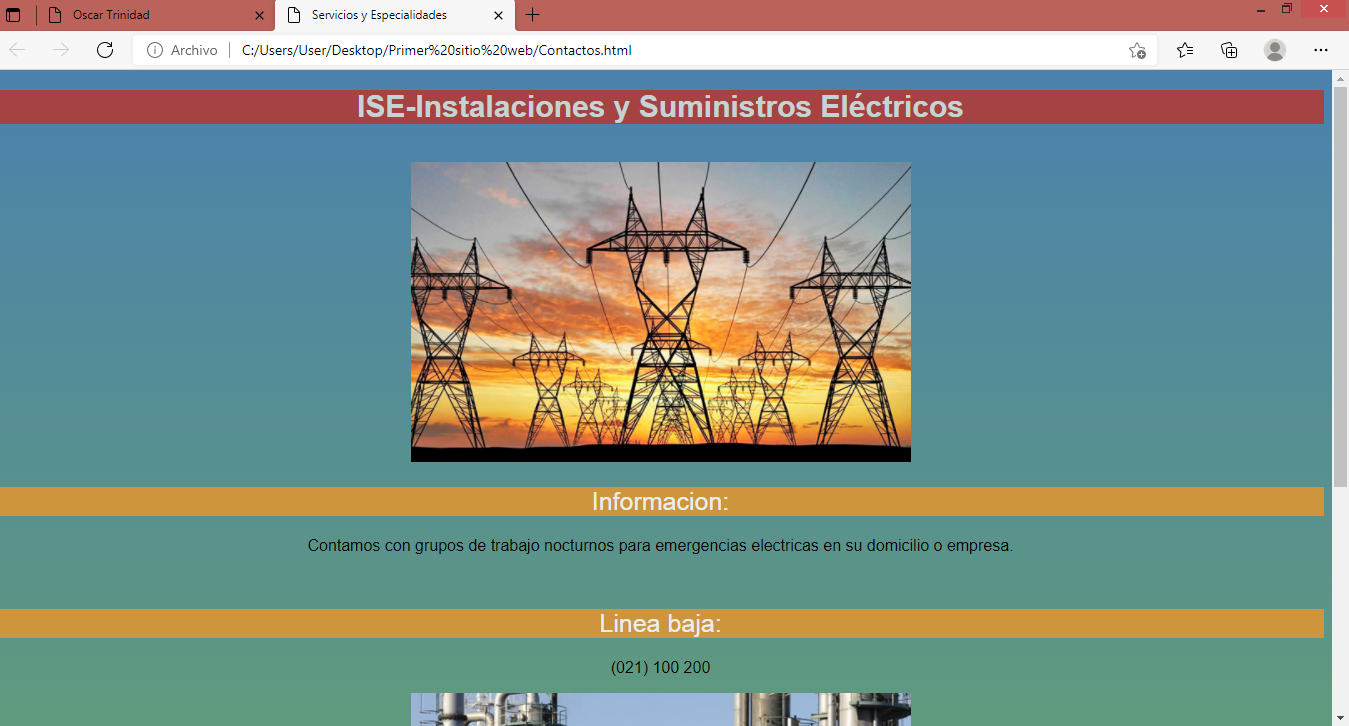 Oscar Trinidad
Servicios y Especialidades
Archivo
C:/Users/User/Desktop/Primer%20sitio%20web/Contactos.html
ISE-Instalaciones y Suministros Eléctricos
Informacion:
Contamos con grupos de trabajo nocturnos para emergencias electricas en su domicilio o empresa.
Linea baja:
(021) 100 200